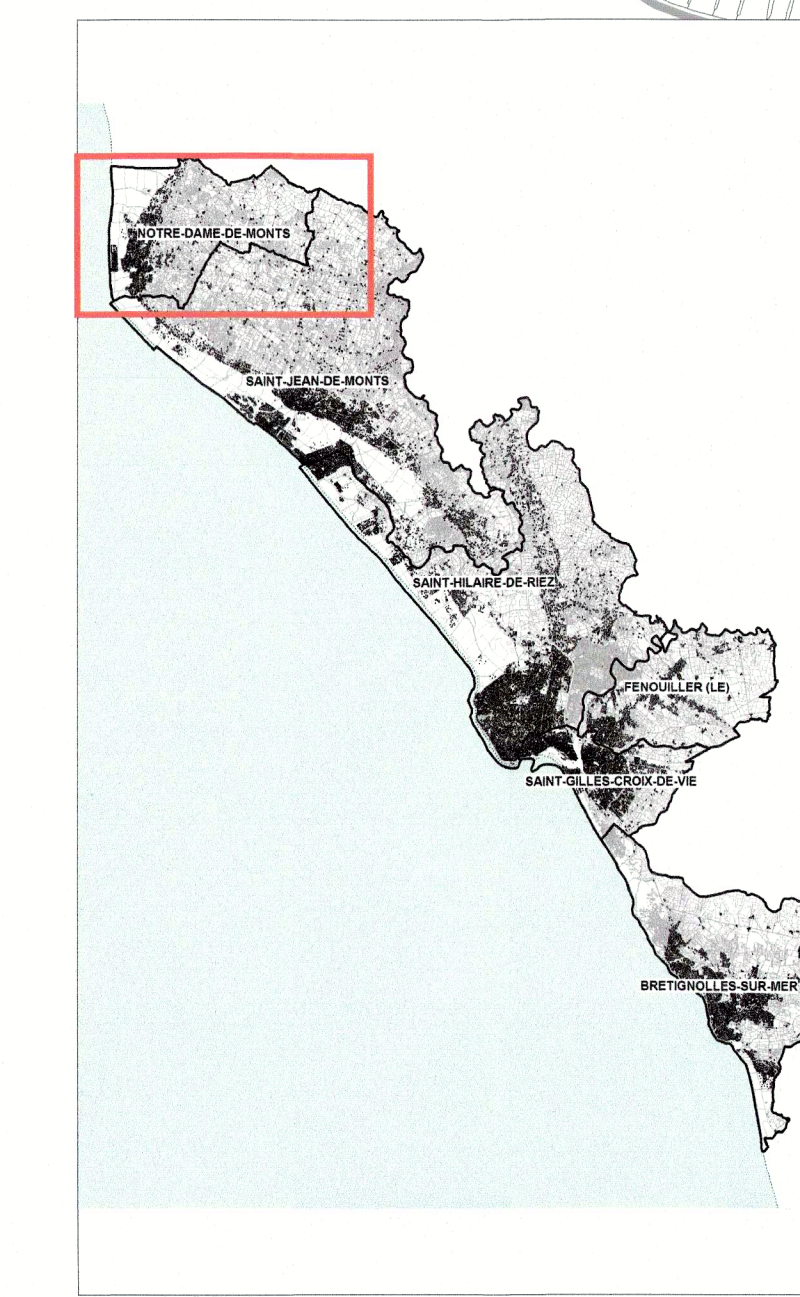 NOTRE-DAME-DE-MONTS
SAINT-JEAN-DE-MONTS
SAINT-HILAIRE-DE-RIEZ
FENOUILLER (LE)
SAINT-GILLES-CROIX-DE-VIE
BRETIGNOLLES-SUR-MER